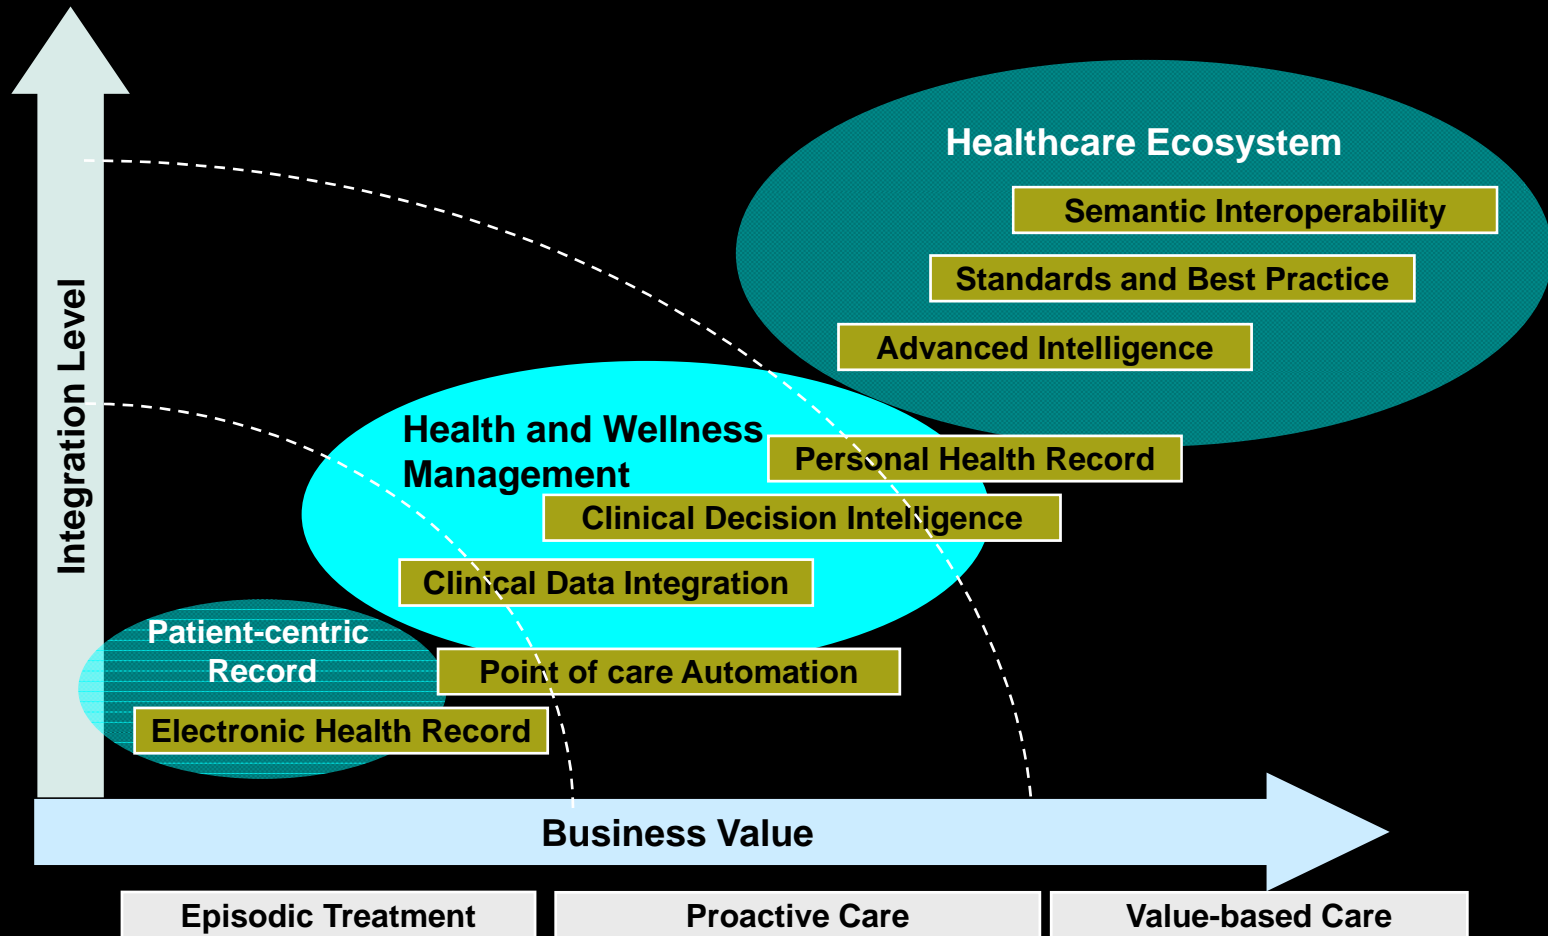 Healthcare Ecosystem
Semantic Interoperability
Standards and Best Practice
Advanced Intelligence
Integration Level
Health and Wellness
Management
Personal Health Record
Clinical Decision Intelligence
Clinical Data Integration
Patient-centric
Record
Point of care Automation
Electronic Health Record
Business Value
Episodic Treatment
Proactive Care
Value-based Care